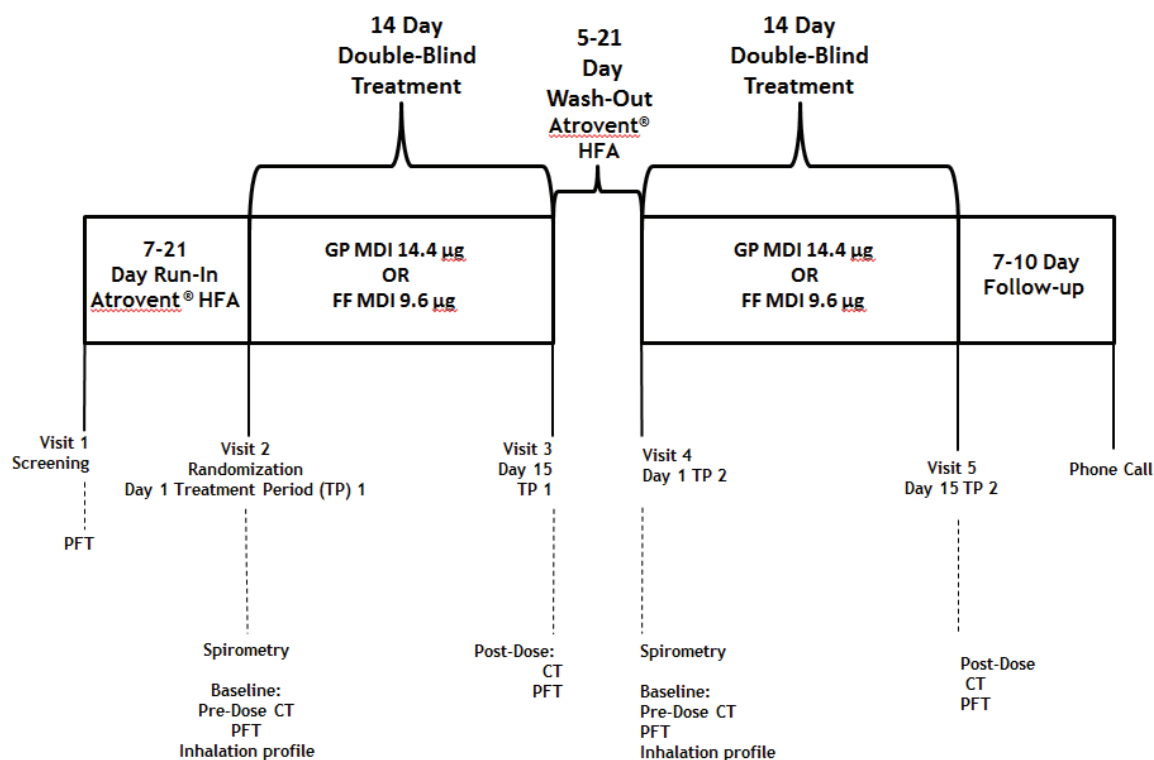 14 Day
Double-Blind
Treatment
5-21
Day
Wash-Out
Atrovent®
HFA
14 Day
Double-Blind
Treatment
7-21
Day Run-In
Atrovent® HFA
GP MDI 14.4 µg
OR
FF MDI 9.6 µg
GP MDI 14.4 µg
OR
FF MDI 9.6 µg
7-10 Day
Follow-up
Visit 1
Screening
PFT
Visit 2
Randomization
Day 1 Treatment Period (TP) 1
Spirometry
Baseline:
Pre-Dose CT
PFT
Inhalation profile
Visit 3
Day 15
TP 1
Post-Dose:
CT
PFT
Visit 4
Day 1 TP 2
Spirometry
Baseline:
Pre-Dose CT
PFT
Inhalation profile
Visit 5
Day 15 TP 2
Post-Dose
CT
PFT
Phone Call